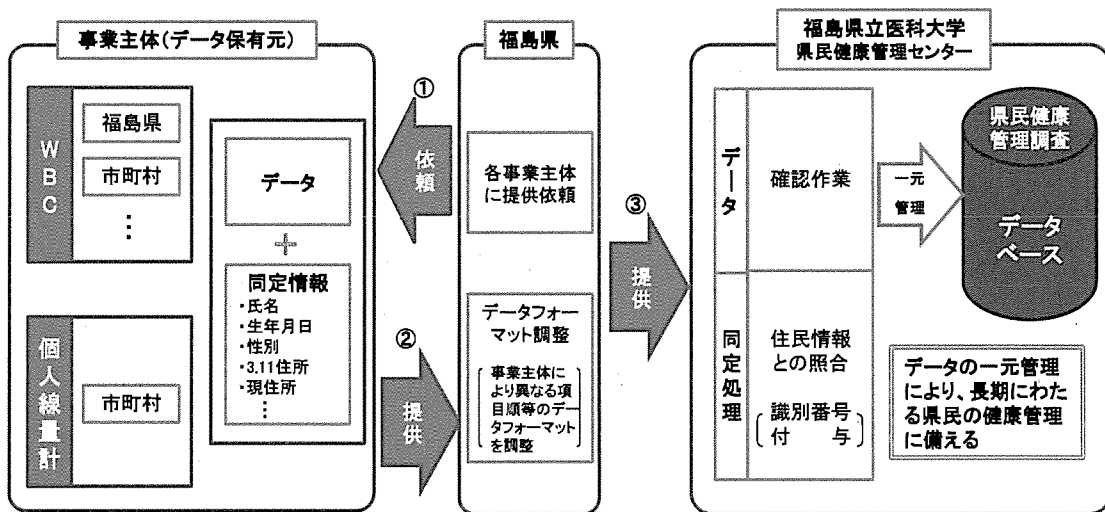 事業主体(データ保有元)
WBC
福島県
市町村
⋮
個人線量計
市町村
データ
+
同定情報
・氏名
・生年月日
・性別
・3.11住所
・現住所
⋮
①
依頼
②
提供
福島県
各事業主体
に提供依頼
データフォー
マット調整
事業主体に
より異なる項
目順等のデー
タフォーマット
を調整
③
提供
福島県立医科大学
県民健康管理センター
データ
確認作業
同定処理
住民情報
との照合
識別番号
付 与
一元
管理
県民健康
管理調査
データ
ベース
データの一元管理
により、長期にわた
る県民の健康管理
に備える